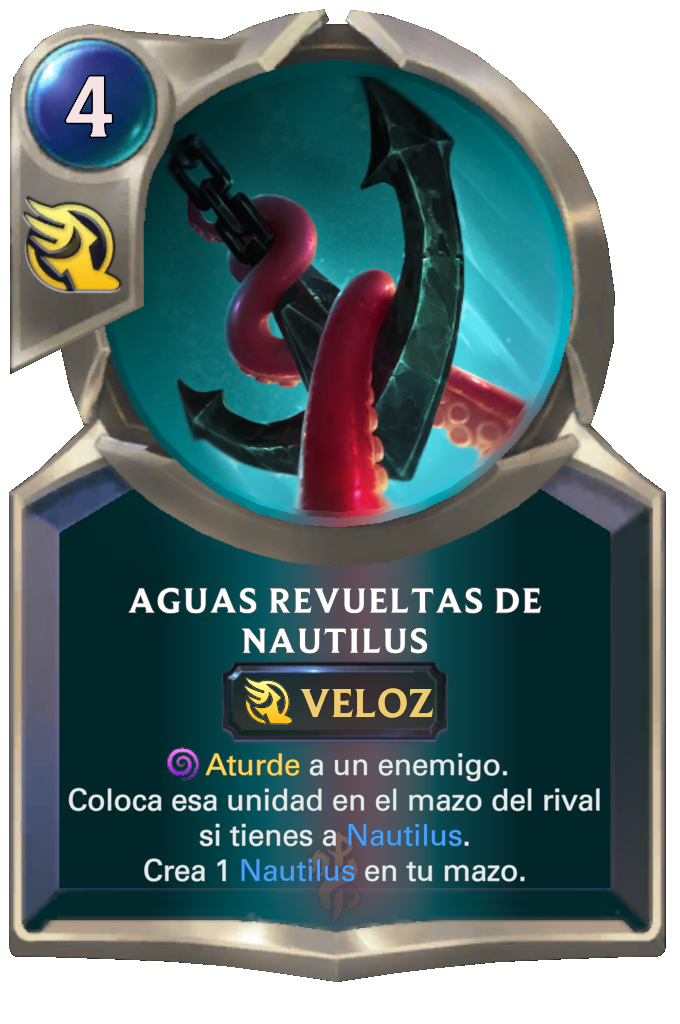 4
AGUAS REVUELTAS DE
NAUTILUS
VELOZ
Aturde a un enemigo.
Coloca esa unidad en el mazo del rival
si tienes a Nautilus.
Crea 1 Nautilus en tu mazo.